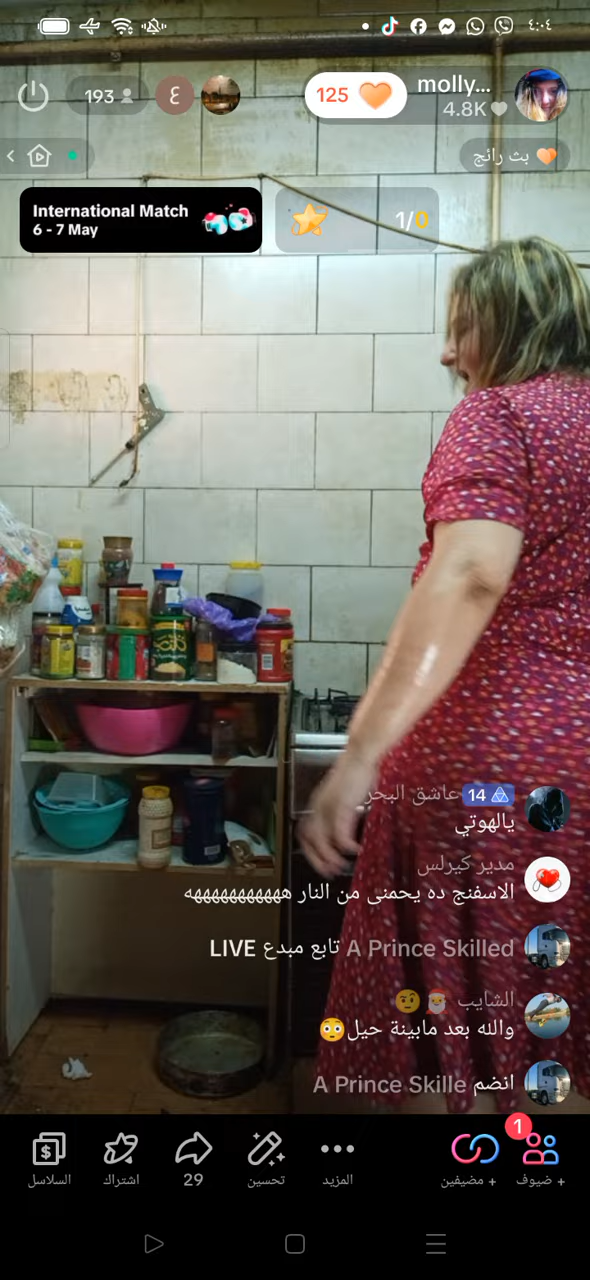 ٤:٠٤
193
٤
125
molly...
4.8K
بث رائج
International Match
6 - 7 May
1/0
عاشق البحر 14
يالهوتي
مدير كيرلس
الاسفنج ده يحمنى من النار هههههههههههه
A Prince Skilled تابع مبدع LIVE
الشايب 🎅🤨
والله بعد مابينة حيل😳
انضم A Prince Skille
1
السلاسل
اشتراك
29
تحسين
المزيد
+ مضيفين
+ ضيوف